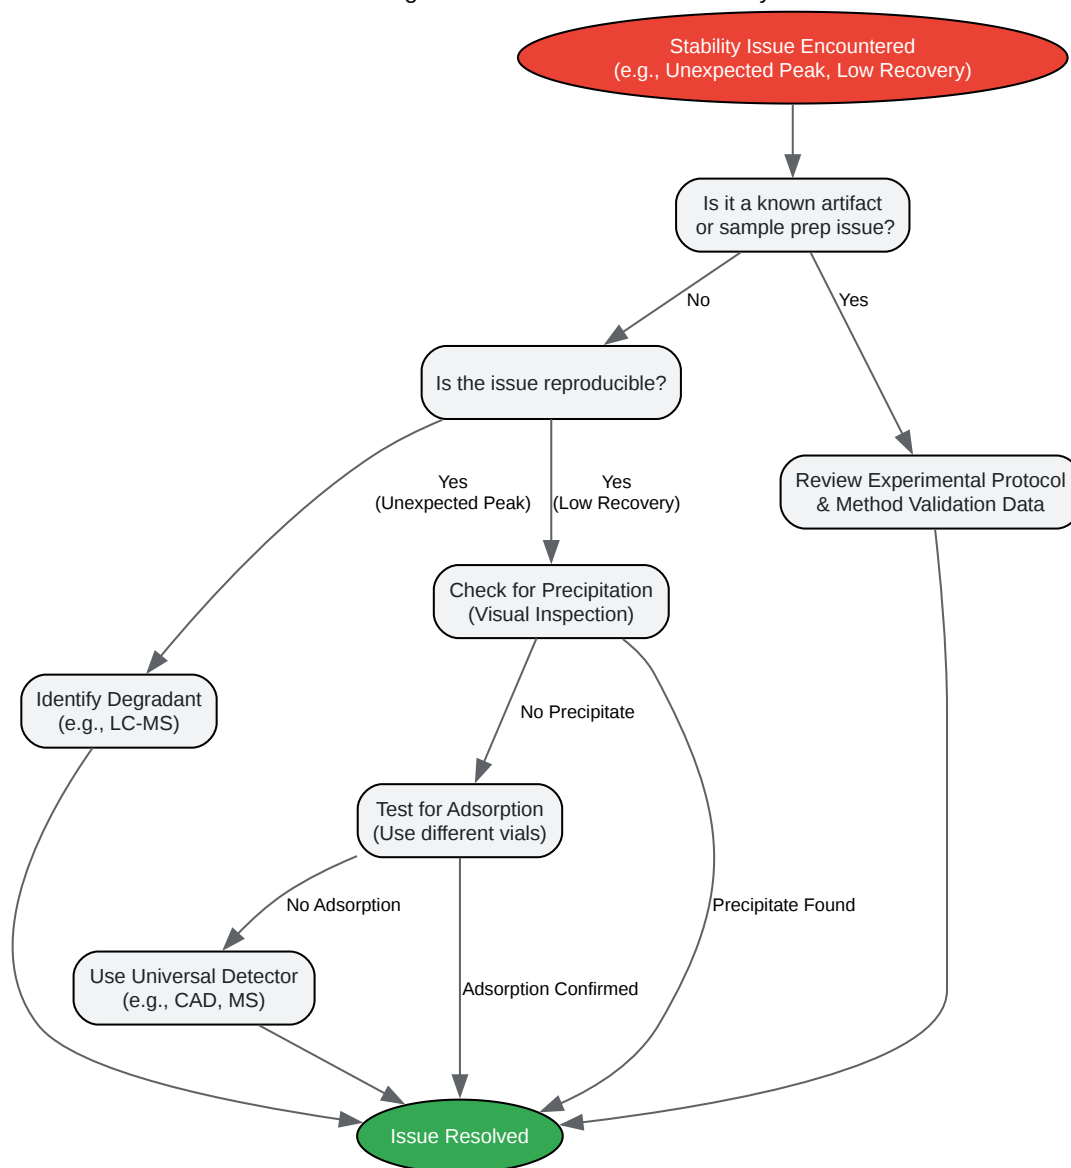 Stability Issue Encountered
(e.g., Unexpected Peak, Low Recovery)
Is it a known artifact
or sample prep issue?
No
Yes
Is the issue reproducible?
Yes
(Unexpected Peak)
Yes
(Low Recovery)
Review Experimental Protocol
& Method Validation Data
Check for Precipitation
(Visual Inspection)
Identify Degradant
(e.g., LC-MS)
No Precipitate
Test for Adsorption
(Use different vials)
No Adsorption
Precipitate Found
Use Universal Detector
(e.g., CAD, MS)
Adsorption Confirmed
Issue Resolved